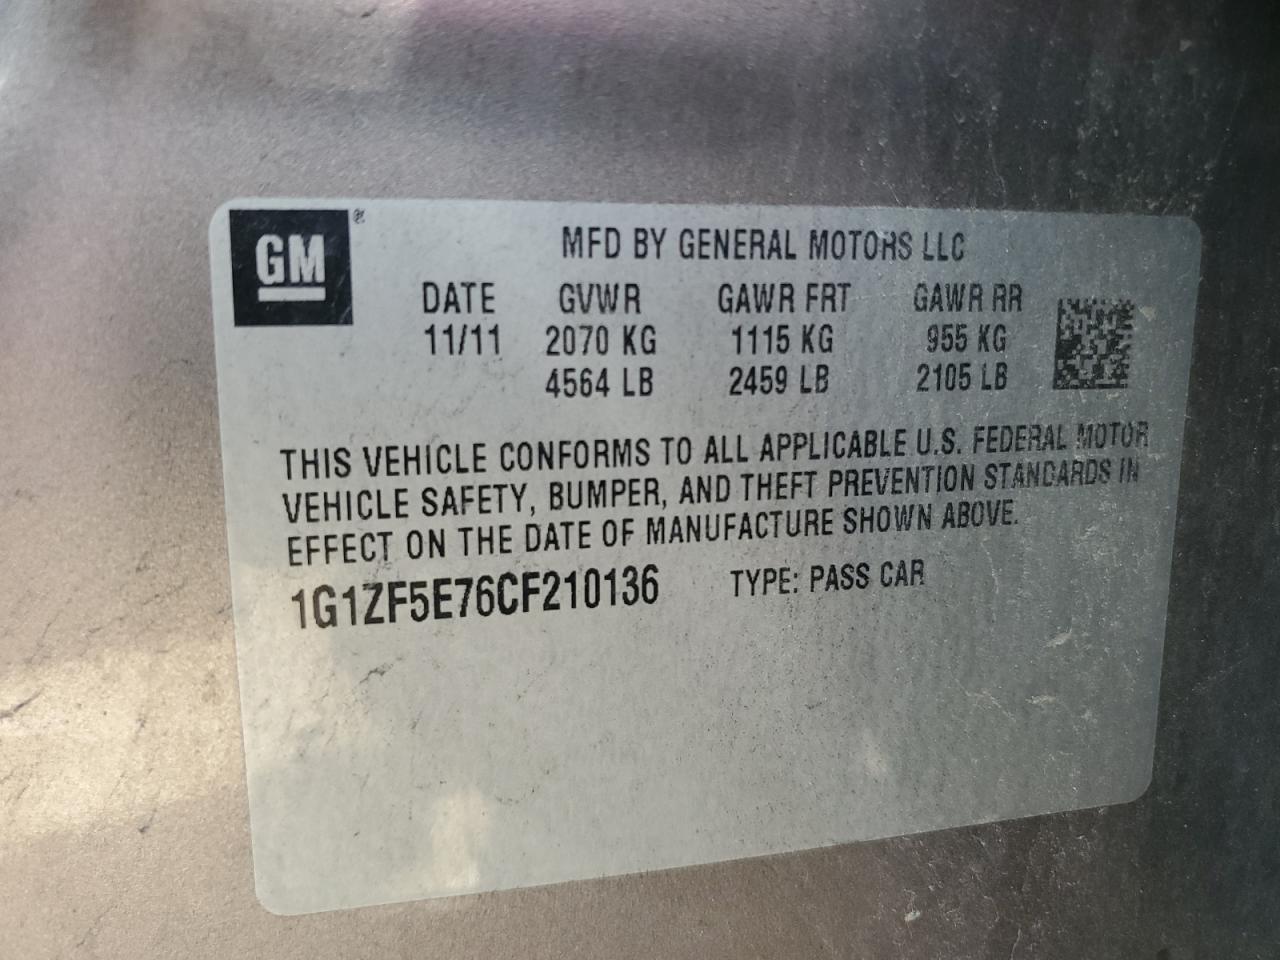 GM ®
MFD BY GENERAL MOTORS LLC
DATE GVWR GAWR FRT GAWR RR
11/11 2070 KG 1115 KG 955 KG
4564 LB 2459 LB 2105 LB
THIS VEHICLE CONFORMS TO ALL APPLICABLE U.S. FEDERAL MOTOR
VEHICLE SAFETY, BUMPER, AND THEFT PREVENTION STANDARDS IN
EFFECT ON THE DATE OF MANUFACTURE SHOWN ABOVE.
1G1ZF5E76CF210136 TYPE: PASS CAR